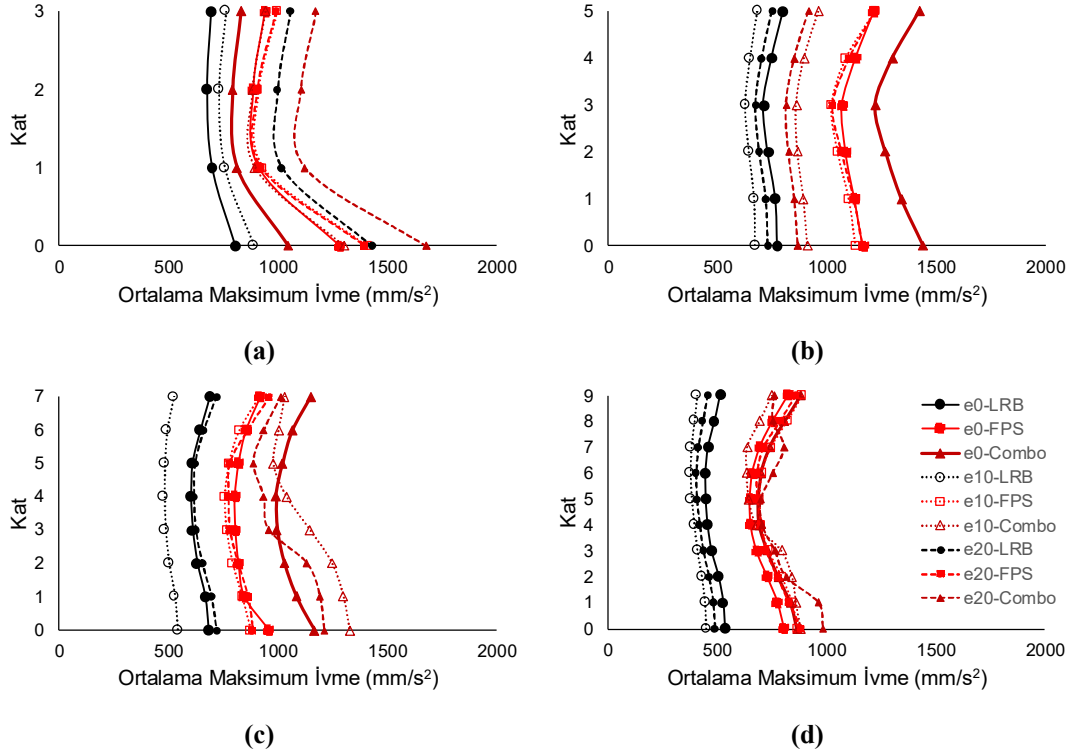 3
2
1
0
Kat
0
500
1000
1500
2000
Ortalama Maksimum İvme (mm/s²)
(a)
5
4
3
2
1
0
Kat
0
500
1000
1500
2000
Ortalama Maksimum İvme (mm/s²)
(b)
7
6
5
4
3
2
1
0
Kat
0
500
1000
1500
2000
Ortalama Maksimum İvme (mm/s²)
(c)
9
8
7
6
5
4
3
2
1
0
Kat
0
500
1000
1500
2000
Ortalama Maksimum İvme (mm/s²)
e0-LRB
e0-FPS
e0-Combo
e10-LRB
e10-FPS
e10-Combo
e20-LRB
e20-FPS
e20-Combo
(d)